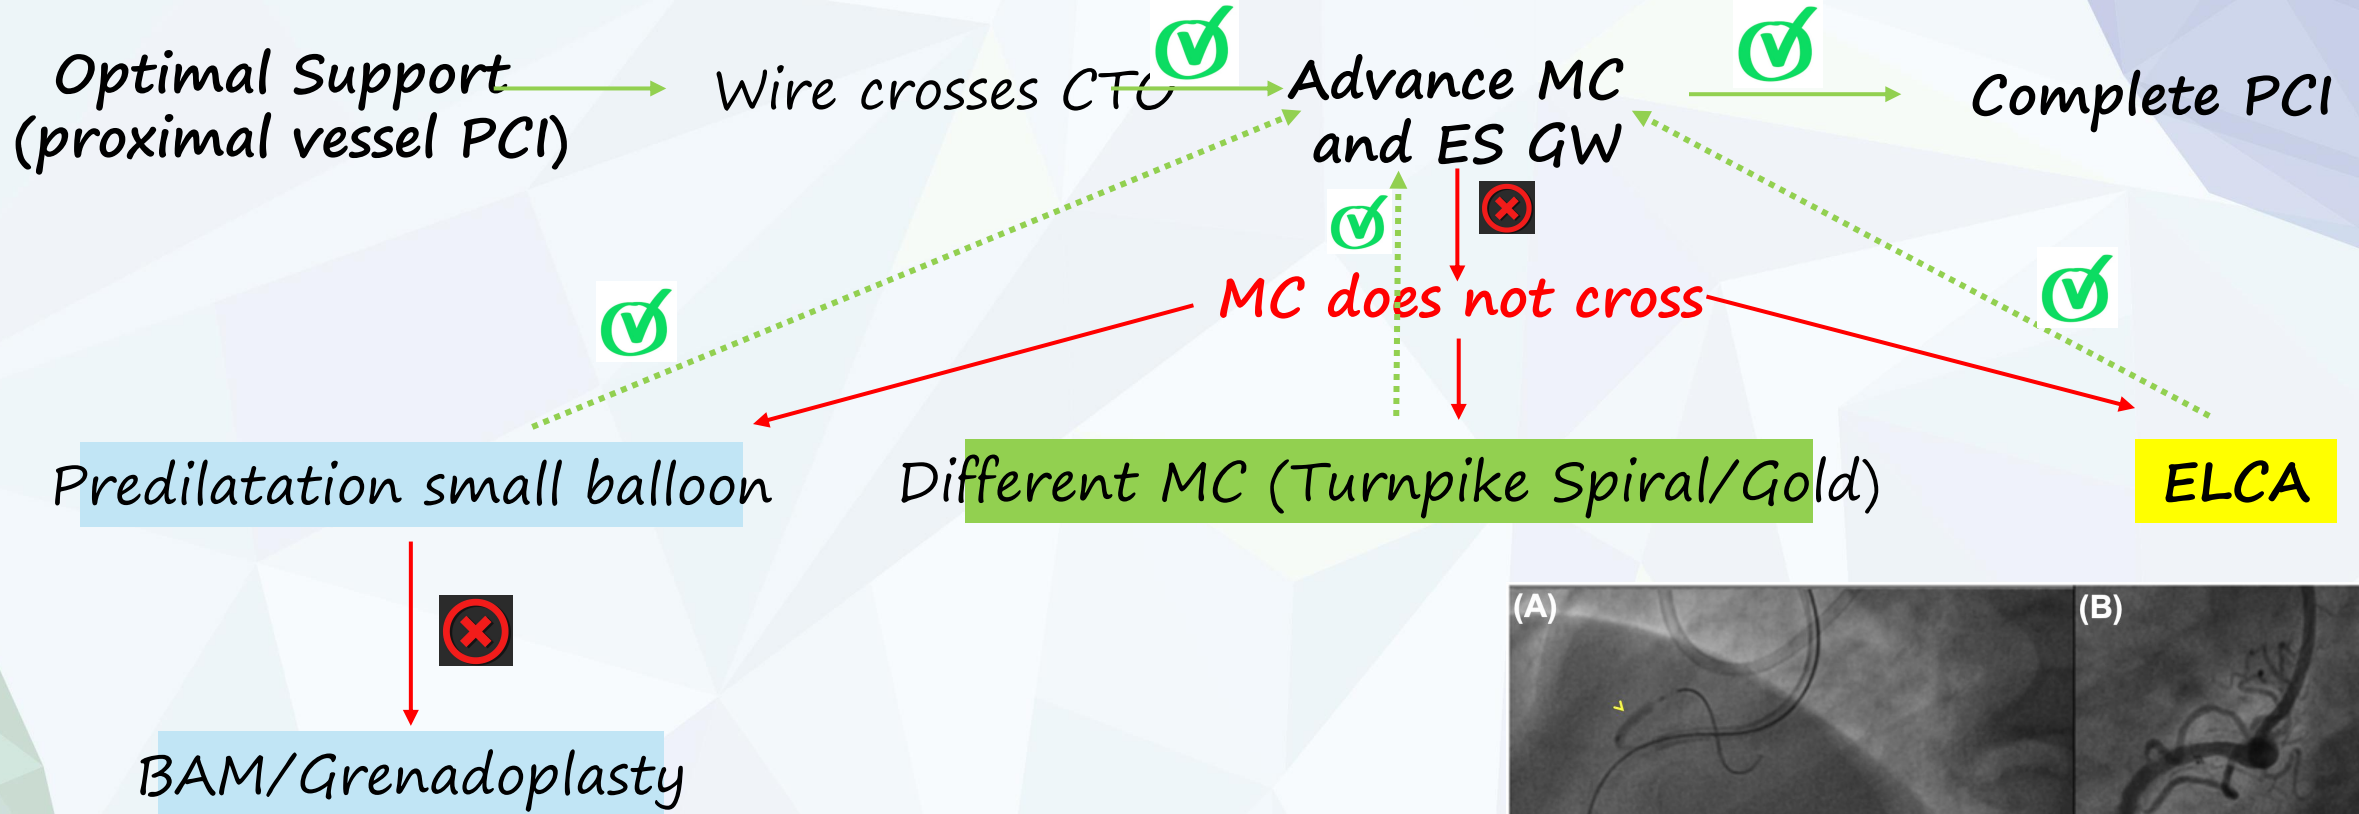 Optimal Support
(proximal vessel PCI)
Wire crosses CTO
Advance MC
and ES GW
Complete PCI
MC does not cross
Predilatation small balloon
Different MC (Turnpike Spiral/Gold)
ELCA
BAM/Grenadoplasty
(A)
(B)